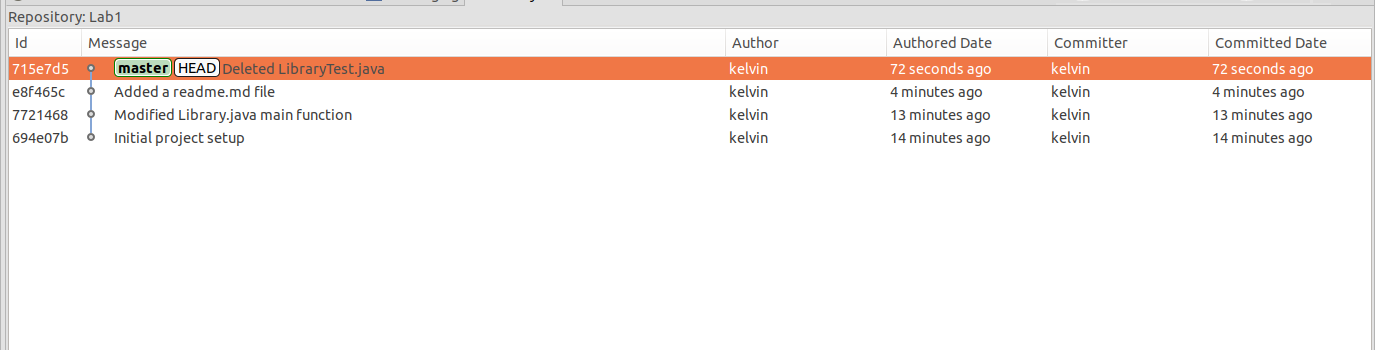 Repository: Lab1
Id Message Author Authored Date Committer Committed Date
715e7d5 master HEAD Deleted LibraryTest.java kelvin 72 seconds ago kelvin 72 seconds ago
e8f465c Added a readme.md file kelvin 4 minutes ago kelvin 4 minutes ago
7721468 Modified Library.java main function kelvin 13 minutes ago kelvin 13 minutes ago
694e07b Initial project setup kelvin 14 minutes ago kelvin 14 minutes ago